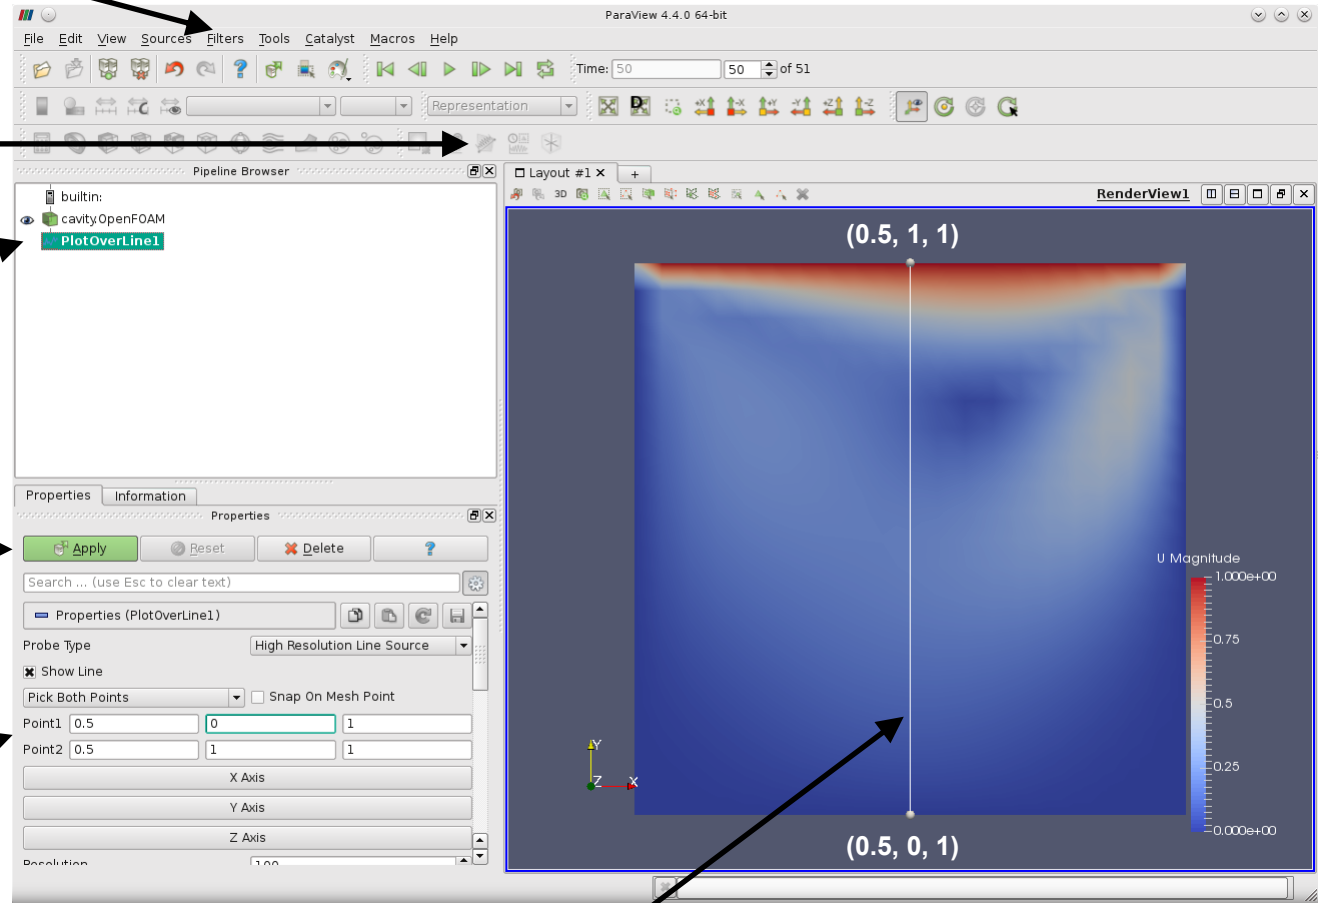 ParaView 4.4.0 64-bit
File Edit View Sources Filters Tools Catalyst Macros Help
Time: 50 50 of 51
Representation
Pipeline Browser
builtin:
cavity.OpenFOAM
PlotOverLine1
Layout #1 +
3D
RenderView1
Properties Information
Properties
Apply Reset Delete ?
Search ... (use Esc to clear text)
Properties (PlotOverLine1)
Probe Type High Resolution Line Source
Show Line
Pick Both Points Snap On Mesh Point
Point1 0.5 0 1
Point2 0.5 1 1
X Axis
Y Axis
Z Axis
Resolution 100
(0.5, 1, 1)
U Magnitude
1.000e+00
0.75
0.5
0.25
0.000e+00
Y
Z X
(0.5, 0, 1)